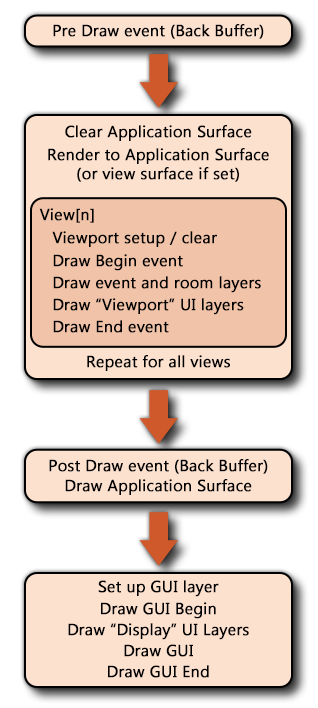 Pre Draw event (Back Buffer)
Clear Application Surface
Render to Application Surface
(or view surface if set)
View[n]
Viewport setup / clear
Draw Begin event
Draw event and room layers
Draw “Viewport” UI layers
Draw End event
Repeat for all views
Post Draw event (Back Buffer)
Draw Application Surface
Set up GUI layer
Draw GUI Begin
Draw “Display” UI Layers
Draw GUI
Draw GUI End